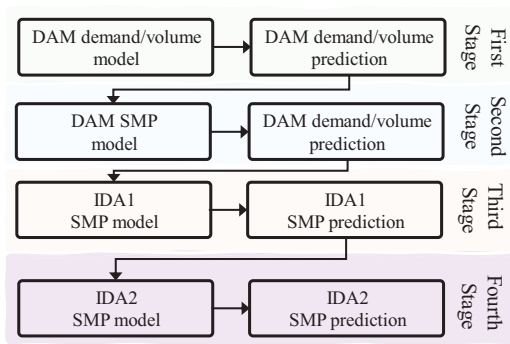 DAM demand/volume
model
DAM demand/volume
prediction
First
Stage
DAM SMP
model
DAM demand/volume
prediction
Second
Stage
IDA1
SMP model
IDA1
SMP prediction
Third
Stage
IDA2
SMP model
IDA2
SMP prediction
Fourth
Stage